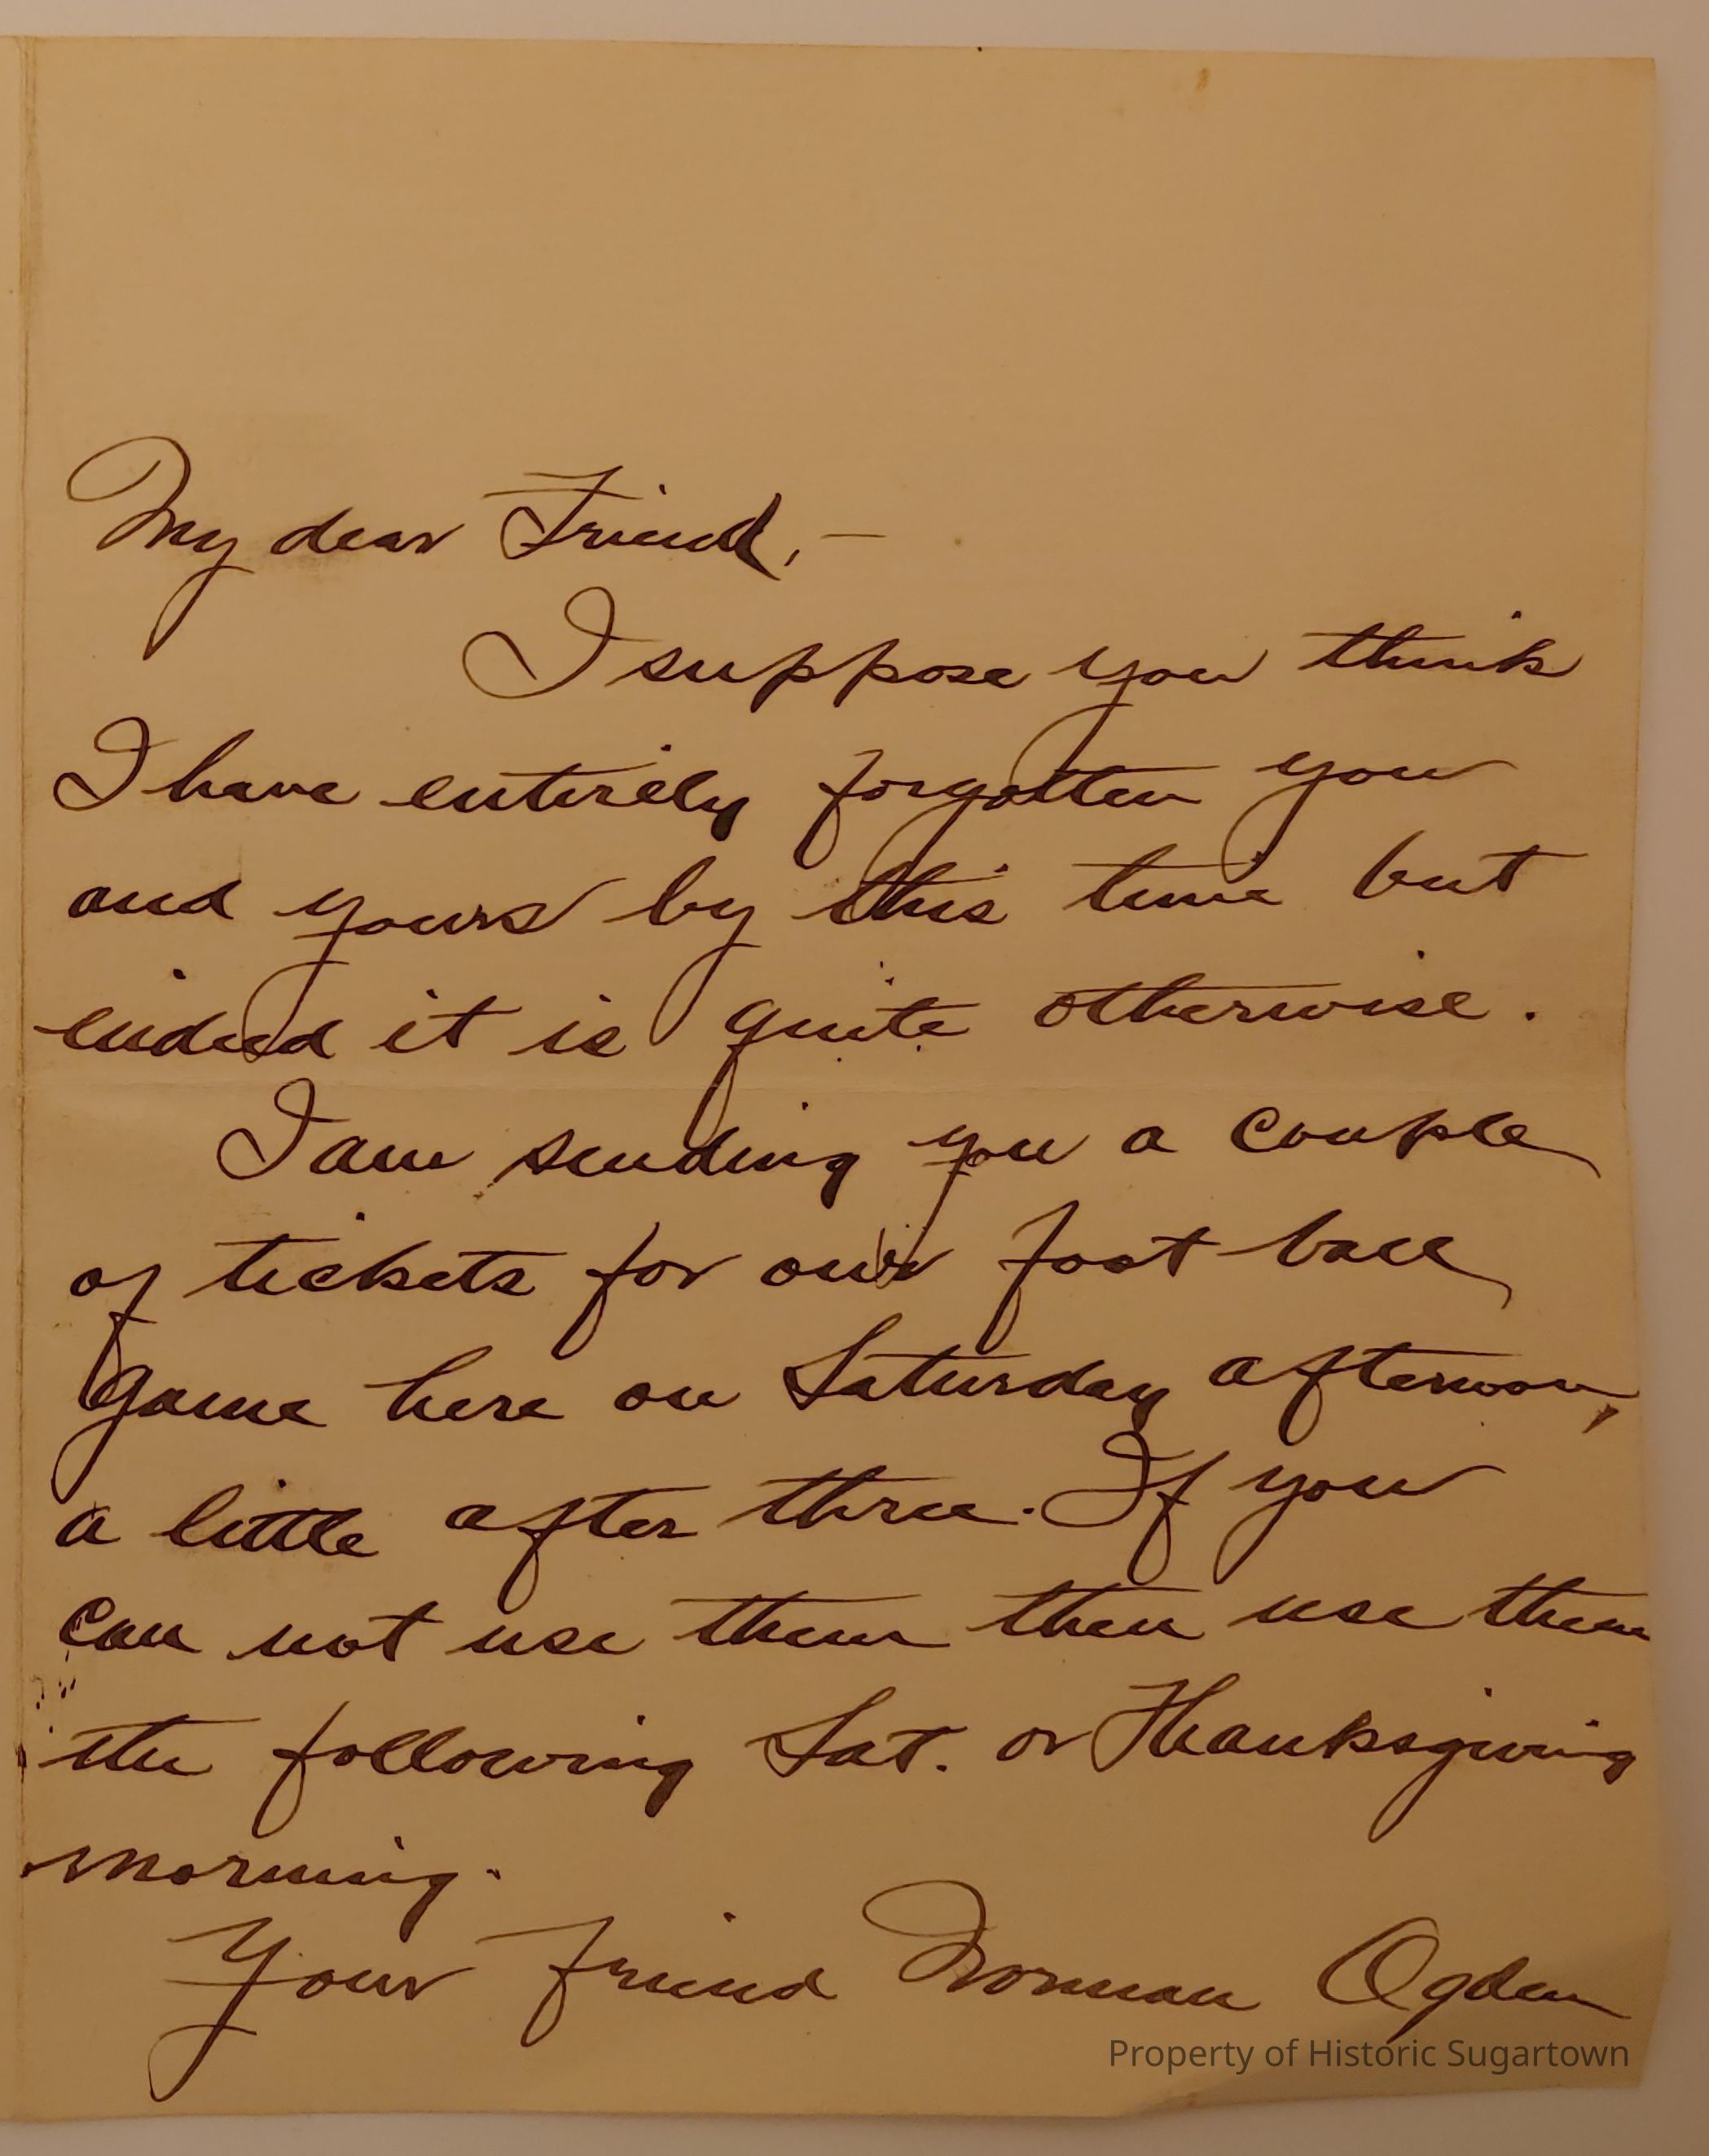 My dear Friend,—
I suppose you think
I have entirely forgotten you
and yours by this time but
indeed it is quite otherwise.
I am sending you a couple
of tickets for our foot ball
game here on Saturday afternoon,
a little after three. If you
can not use them then use them
the following Sat. or Thanksgiving
morning.
Your friend Norman Ogden
Property of Historic Sugartown